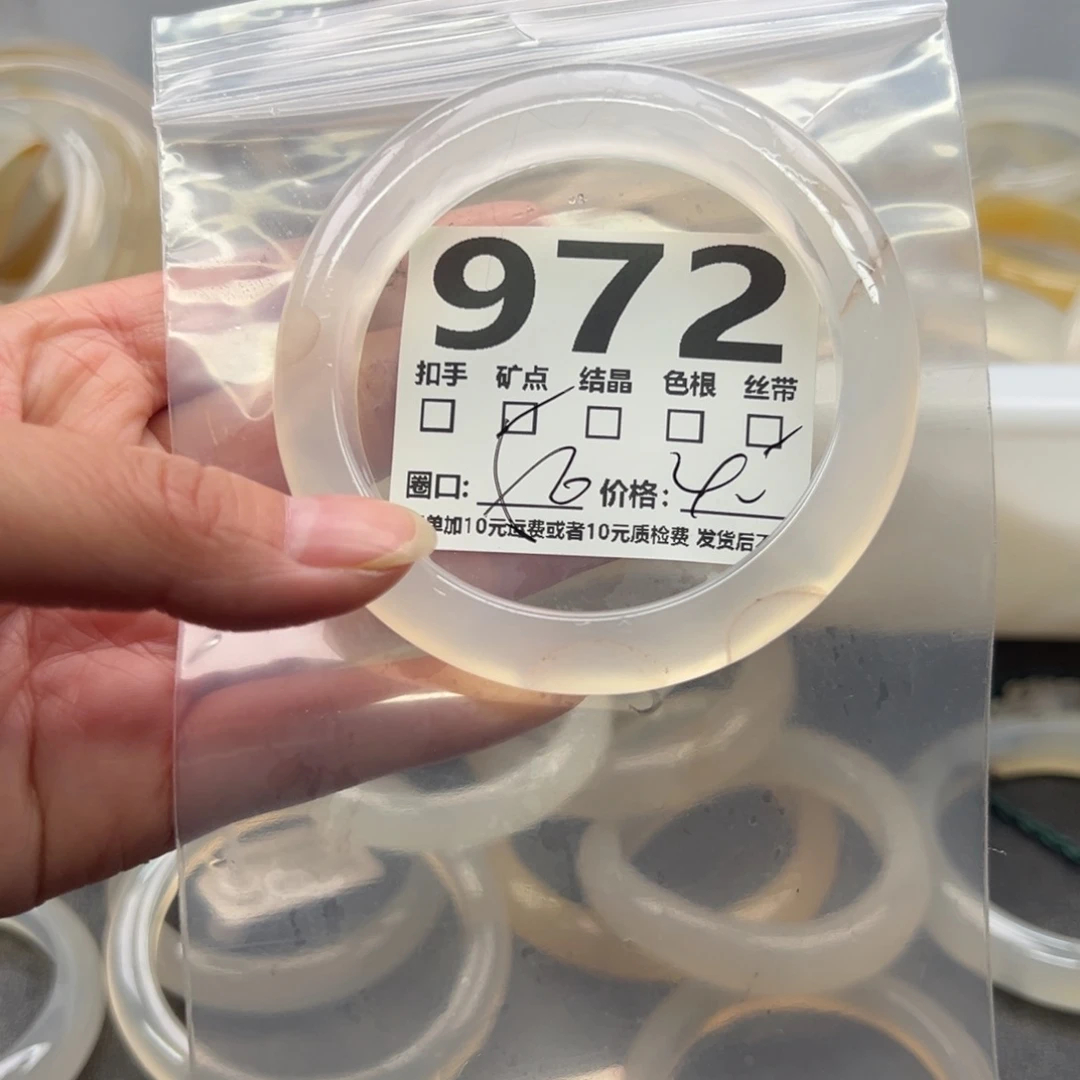 972
扣手 矿点 结晶 色根 丝带
圈口: 价格:
单加10元运费或者10元质检费 发货后